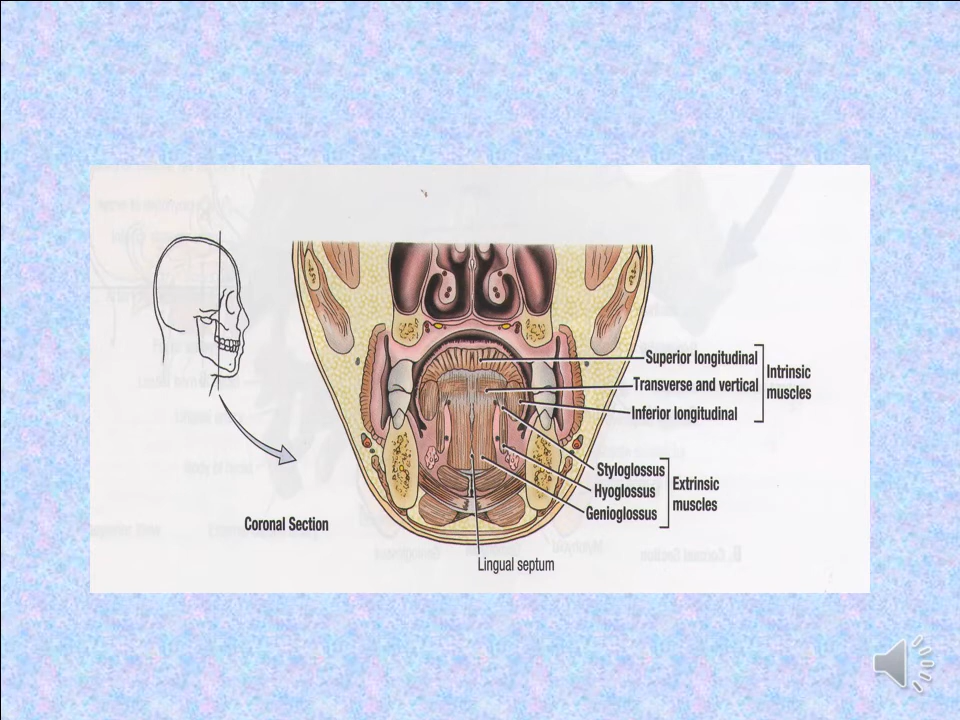 Superior longitudinal
Transverse and vertical
Inferior longitudinal
Intrinsic
muscles
Styloglossus
Hyoglossus
Genioglossus
Extrinsic
muscles
Coronal Section
Lingual septum